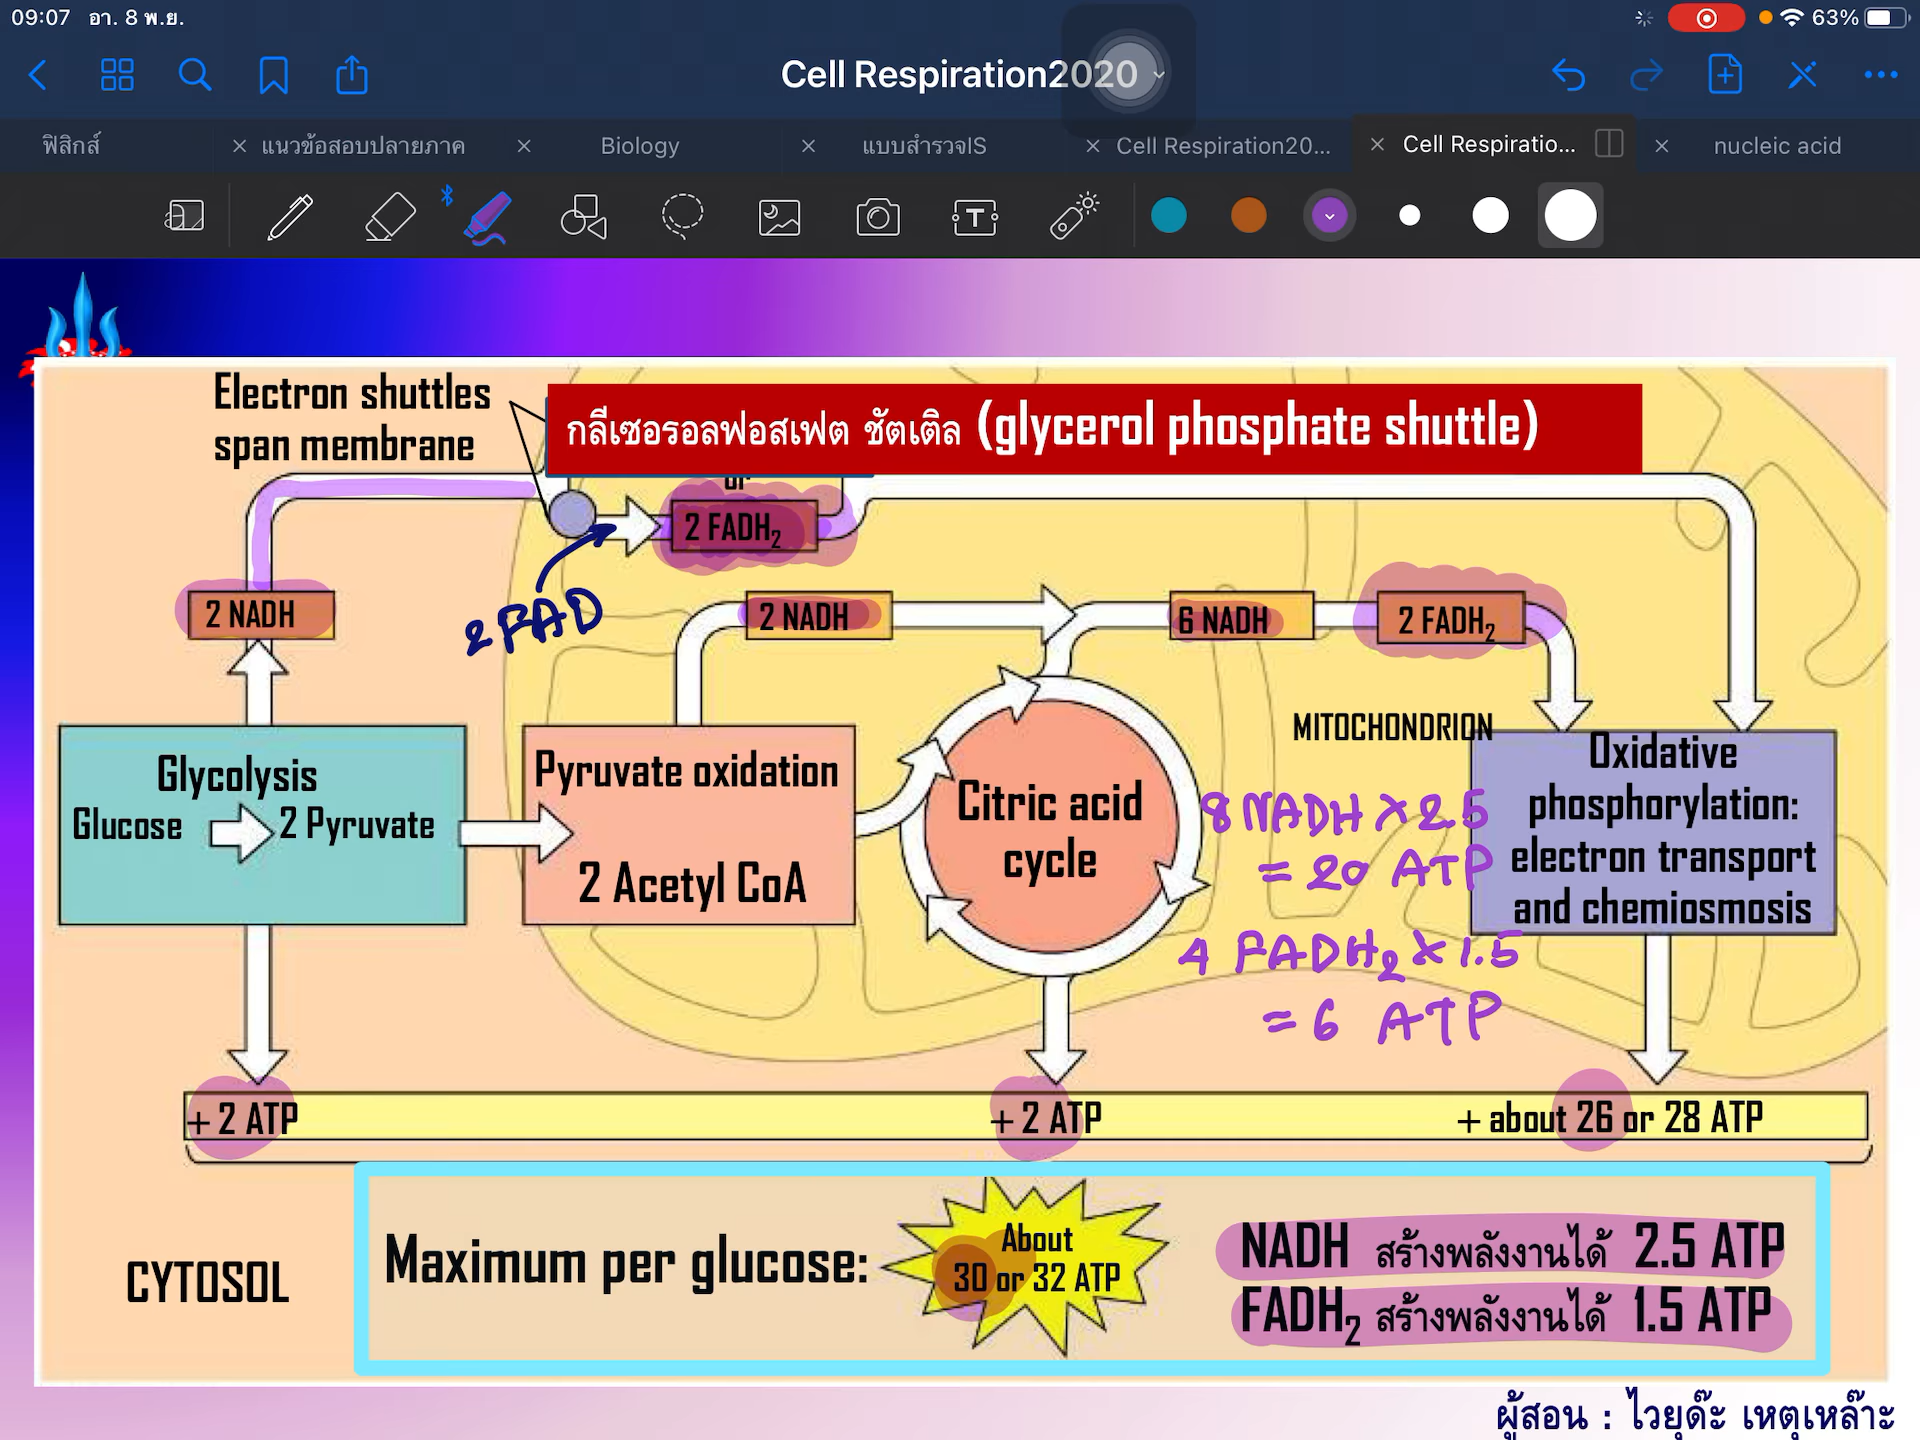 09:07 อา. 8 พ.ย.
63%
Cell Respiration2020
ฟิสิกส์
แนวข้อสอบปลายภาค
Biology
แบบสำรวจIS
Cell Respiration20...
Cell Respiratio...
nucleic acid
Electron shuttles
span membrane
กลีเซอรอลฟอสเฟต ชัตเติล (glycerol phosphate shuttle)
or
2 FADH2
2 FAD
2 NADH
2 NADH
6 NADH
2 FADH2
MITOCHONDRION
Glycolysis
Glucose
2 Pyruvate
Pyruvate oxidation
2 Acetyl CoA
Citric acid
cycle
8 NADH × 2.5
= 20 ATP
4 FADH2 × 1.5
= 6 ATP
Oxidative
phosphorylation:
electron transport
and chemiosmosis
+ 2 ATP
+ 2 ATP
+ about 26 or 28 ATP
Maximum per glucose:
About
30 or 32 ATP
NADH สร้างพลังงานได้ 2.5 ATP
FADH2 สร้างพลังงานได้ 1.5 ATP
CYTOSOL
ผู้สอน : ไวยุด๊ะ เหตุเหล๊าะ